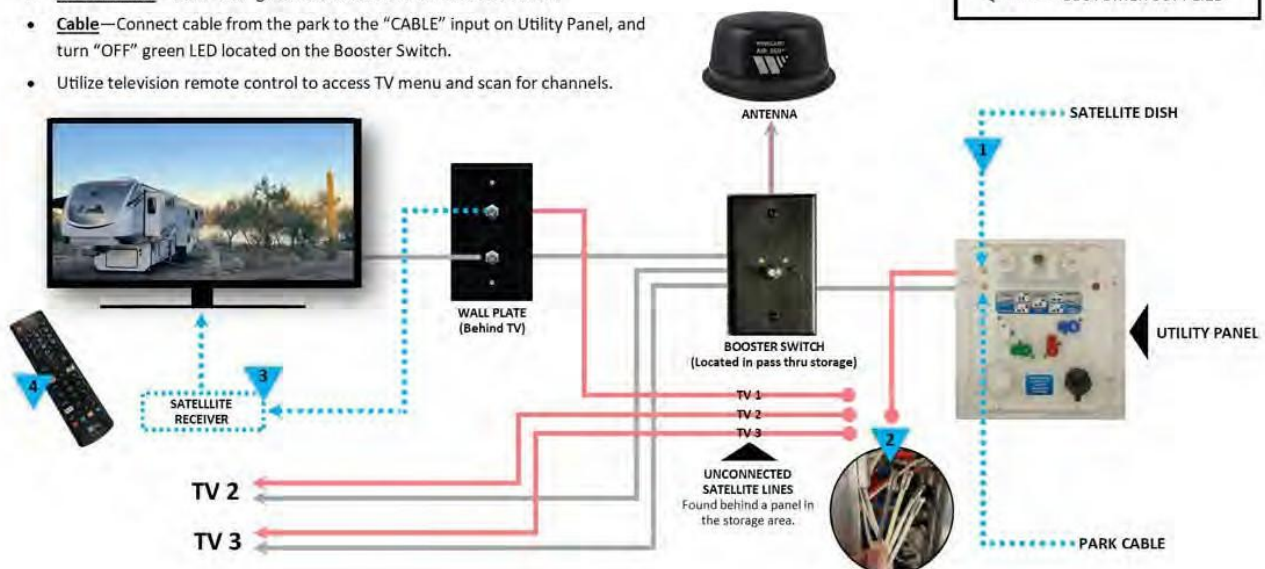 • Cable—Connect cable from the park to the “CABLE” input on Utility Panel, and
turn “OFF” green LED located on the Booster Switch.
• Utilize television remote control to access TV menu and scan for channels.
WINEGARD
AIR 360+
ANTENNA
SATELLITE DISH
1
WALL PLATE
(Behind TV)
BOOSTER SWITCH
(Located in pass thru storage)
UTILITY PANEL
4
3
SATELLLITE
RECEIVER
TV 1
TV 2
TV 3
2
UNCONNECTED
SATELLITE LINES
Found behind a panel in
the storage area.
TV 2
TV 3
PARK CABLE